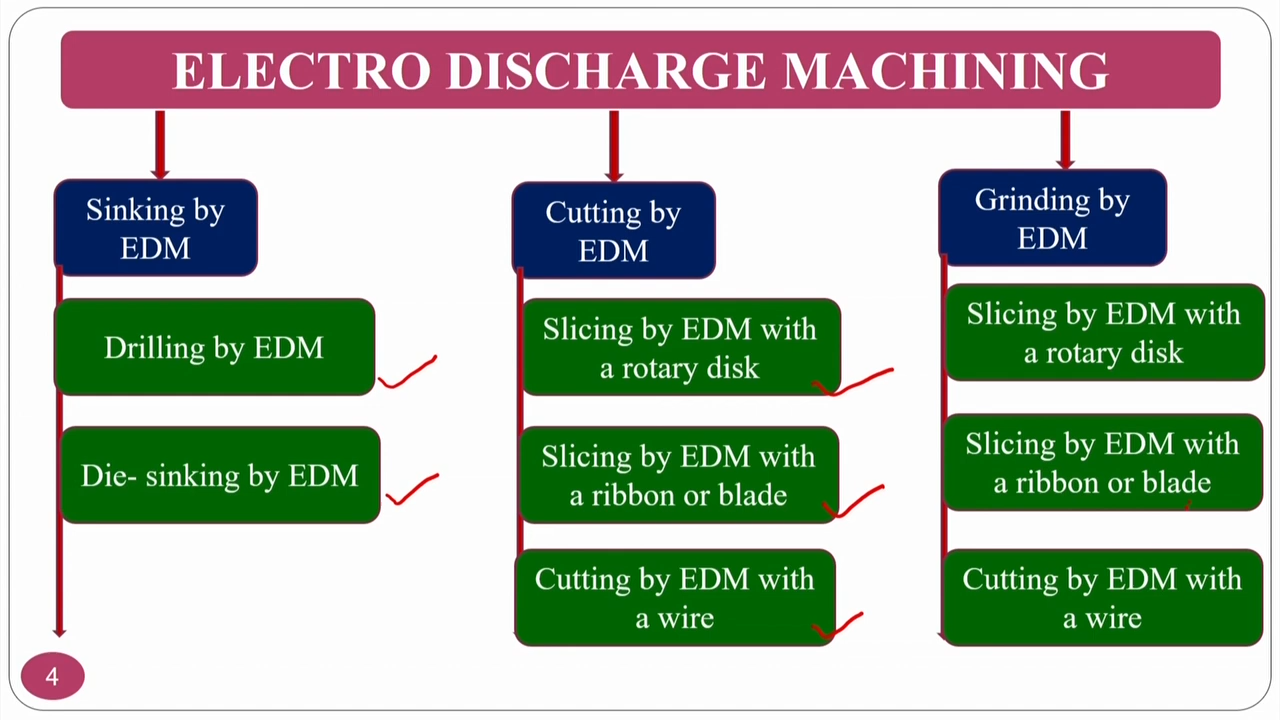 ELECTRO DISCHARGE MACHINING
Sinking by
EDM
Drilling by EDM
Die- sinking by EDM
Cutting by
EDM
Slicing by EDM with
a rotary disk
Slicing by EDM with
a ribbon or blade
Cutting by EDM with
a wire
Grinding by
EDM
Slicing by EDM with
a rotary disk
Slicing by EDM with
a ribbon or blade
Cutting by EDM with
a wire
4